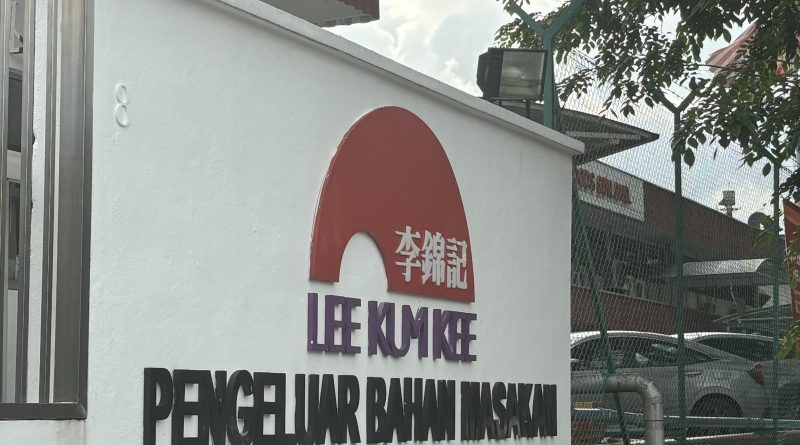 8
李錦記
LEE KUM KEE
PENGELUAR BAHAN MASAKAN